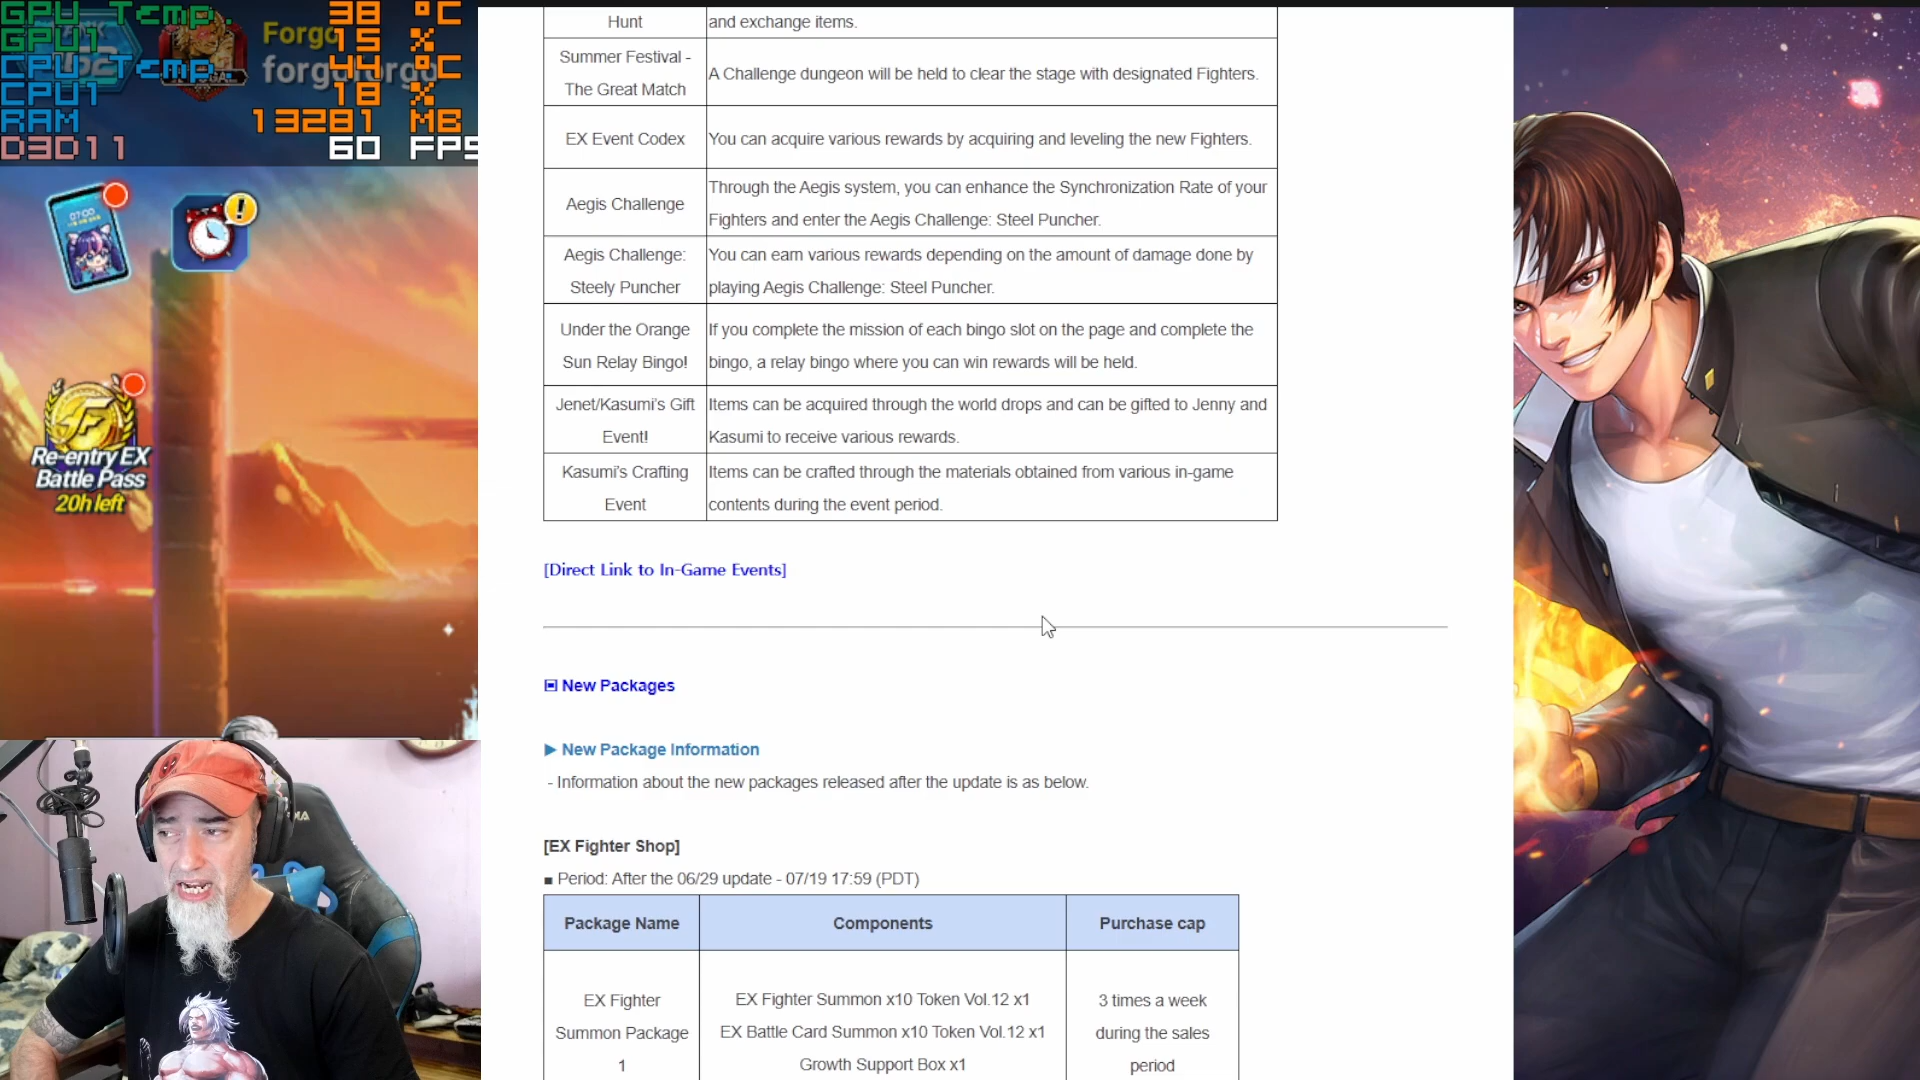 GPU Temp. 38 °C
GPU1 15 %
CPU Temp. 44 °C
CPU1 18 %
RAM 13281 MB
D3D11 60 FPS
07:00
Re-entry EX
Battle Pass
20h left
Hunt
and exchange items.
Summer Festival -
The Great Match
A Challenge dungeon will be held to clear the stage with designated Fighters.
EX Event Codex
You can acquire various rewards by acquiring and leveling the new Fighters.
Aegis Challenge
Through the Aegis system, you can enhance the Synchronization Rate of your
Fighters and enter the Aegis Challenge: Steel Puncher.
Aegis Challenge:
Steely Puncher
You can earn various rewards depending on the amount of damage done by
playing Aegis Challenge: Steel Puncher.
Under the Orange
Sun Relay Bingo!
If you complete the mission of each bingo slot on the page and complete the
bingo, a relay bingo where you can win rewards will be held.
Jenet/Kasumi's Gift
Event!
Items can be acquired through the world drops and can be gifted to Jenny and
Kasumi to receive various rewards.
Kasumi's Crafting
Event
Items can be crafted through the materials obtained from various in-game
contents during the event period.
[Direct Link to In-Game Events]
▣ New Packages
▶ New Package Information
- Information about the new packages released after the update is as below.
[EX Fighter Shop]
■ Period: After the 06/29 update - 07/19 17:59 (PDT)
Package Name
Components
Purchase cap
EX Fighter
Summon Package
1
EX Fighter Summon x10 Token Vol.12 x1
EX Battle Card Summon x10 Token Vol.12 x1
Growth Support Box x1
3 times a week
during the sales
period